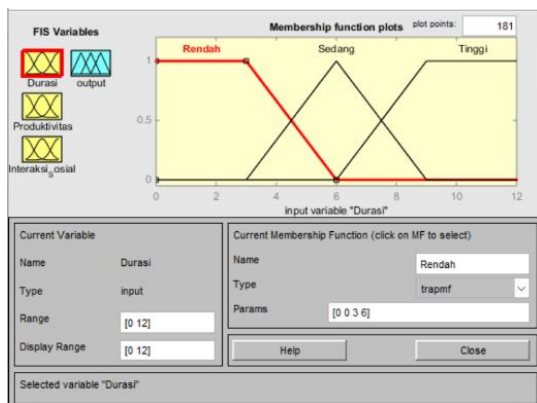 FIS Variables
Membership function plots
plot points:
181
Durasi
output
Produktivitas
Interaksi_sosial
Rendah
Sedang
Tinggi
1
0.5
0
0
2
4
6
8
10
12
input variable "Durasi"
Current Variable
Name
Durasi
Type
input
Range
[0 12]
Display Range
[0 12]
Current Membership Function (click on MF to select)
Name
Rendah
Type
trapmf
Params
[0 0 3 6]
Help
Close
Selected variable "Durasi"